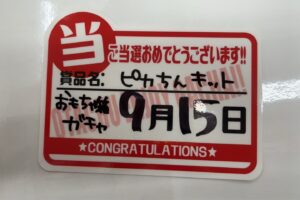 当
ご当選おめでとうございます!!
賞品名: ピカちんキット
おもちゃ
ガチャ
9月15日
★CONGRATULATIONS★